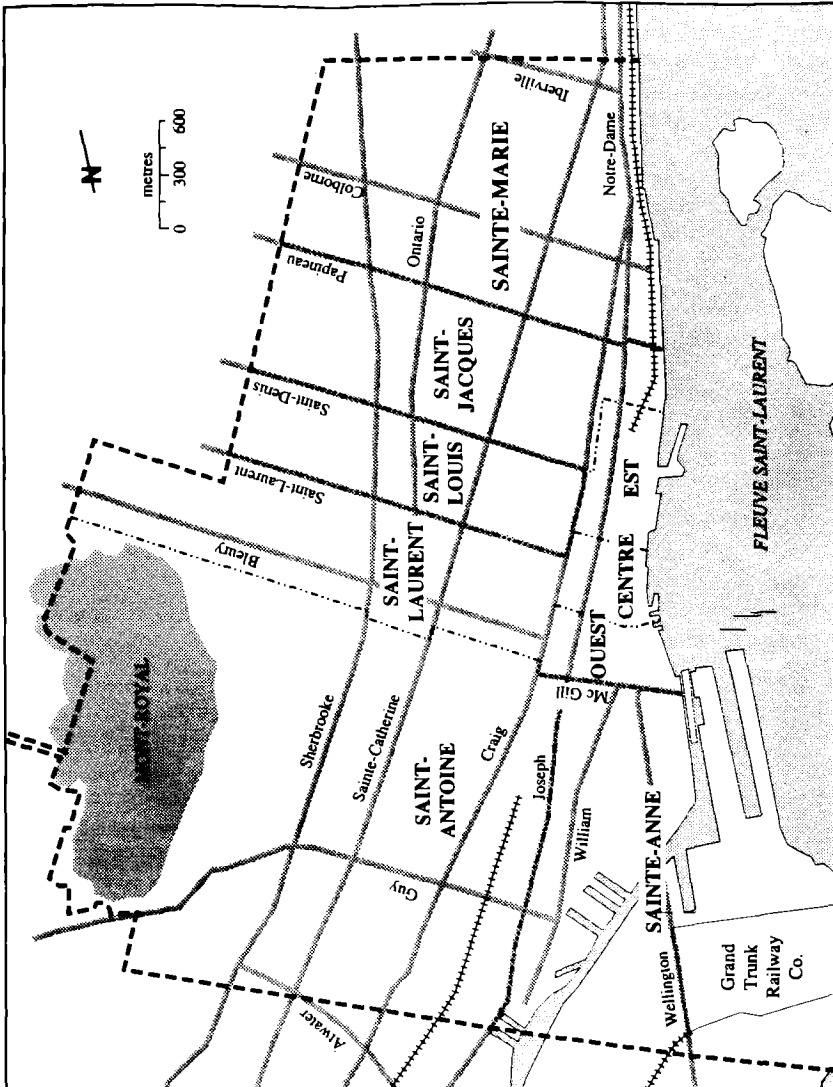 N
metres
0 300 600
Iberville
Colborne
Papineau
Ontario
Notre-Dame
SAINTE-MARIE
Saint-Denis
SAINT-
JACQUES
Saint-Laurent
SAINT-
LOUIS
Bleury
SAINT-
LAURENT
EST
CENTRE
OUEST
FLEUVE SAINT-LAURENT
MONT-ROYAL
Sherbrooke
Sainte-Catherine
Craig
Mc Gill
SAINT-
ANTOINE
Joseph
William
Guy
SAINTE-ANNE
Atwater
Wellington
Grand
Trunk
Railway
Co.